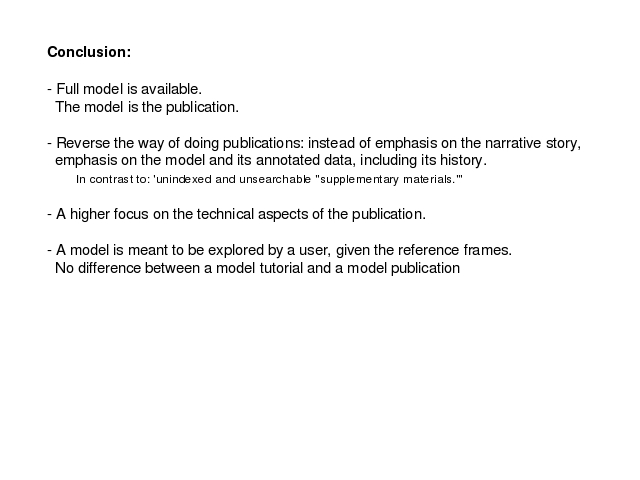 Conclusion:
- Full model is available.
The model is the publication.
- Reverse the way of doing publications: instead of emphasis on the narrative story,
emphasis on the model and its annotated data, including its history.
In contrast to: 'unindexed and unsearchable "supplementary materials."'
- A higher focus on the technical aspects of the publication.
- A model is meant to be explored by a user, given the reference frames.
No difference between a model tutorial and a model publication